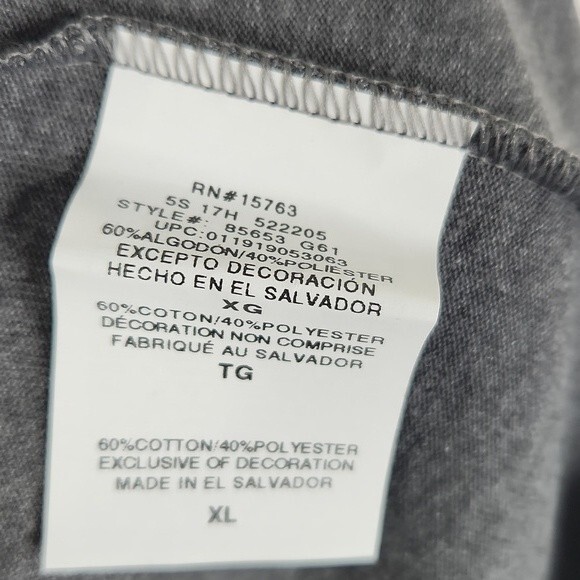 RN#15763
5S 17H 522205
STYLE#: 85653 G61
UPC:011919053063
60%ALGODON/40%POLIESTER
EXCEPTO DECORACIÓN
HECHO EN EL SALVADOR
XG
60%COTON/40%POLYESTER
DÉCORATION NON COMPRISE
FABRIQUÉ AU SALVADOR
TG
60%COTTON/40%POLYESTER
EXCLUSIVE OF DECORATION
MADE IN EL SALVADOR
XL